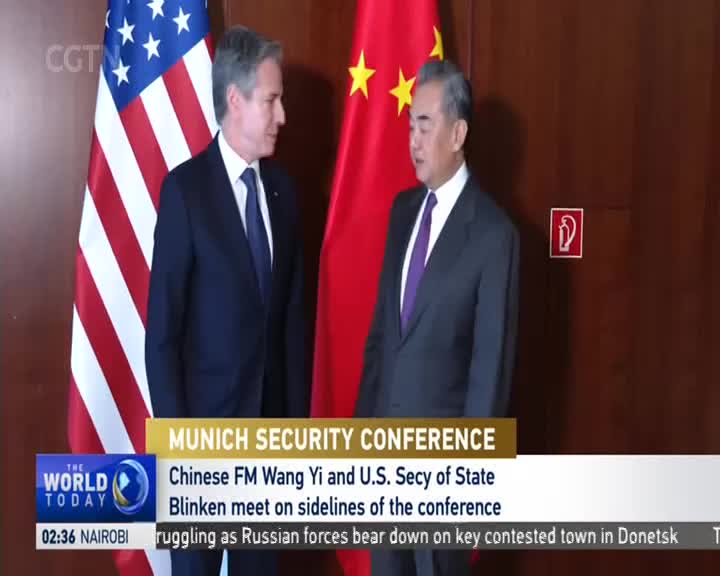 CGTN
MUNICH SECURITY CONFERENCE
THE
WORLD
TODAY
Chinese FM Wang Yi and U.S. Secy of State
Blinken meet on sidelines of the conference
02:36 NAIROBI
ruggling as Russian forces bear down on key contested town in Donetsk